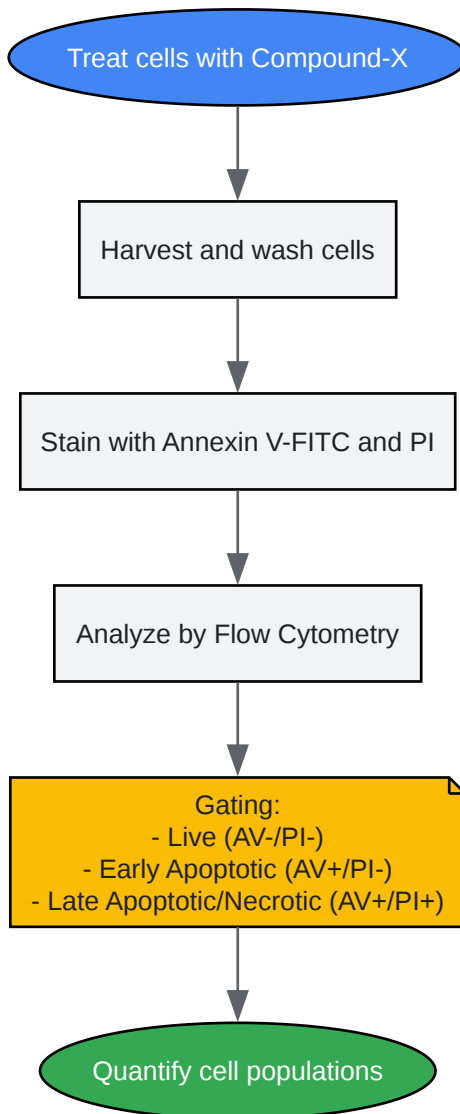 Treat cells with Compound-X
Harvest and wash cells
Stain with Annexin V-FITC and PI
Analyze by Flow Cytometry
Gating:
- Live (AV-/PI-)
- Early Apoptotic (AV+/PI-)
- Late Apoptotic/Necrotic (AV+/PI+)
Quantify cell populations